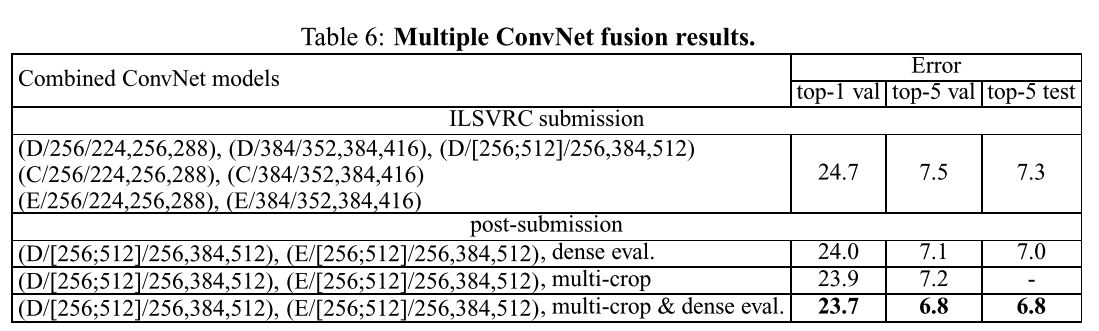 Table 6: Multiple ConvNet fusion results.
Combined ConvNet models
Error
top-1 val top-5 val top-5 test
ILSVRC submission
(D/256/224,256,288), (D/384/352,384,416), (D/[256;512]/256,384,512)
(C/256/224,256,288), (C/384/352,384,416)
(E/256/224,256,288), (E/384/352,384,416)
24.7 7.5 7.3
post-submission
(D/[256;512]/256,384,512), (E/[256;512]/256,384,512), dense eval. 24.0 7.1 7.0
(D/[256;512]/256,384,512), (E/[256;512]/256,384,512), multi-crop 23.9 7.2 -
(D/[256;512]/256,384,512), (E/[256;512]/256,384,512), multi-crop & dense eval. 23.7 6.8 6.8